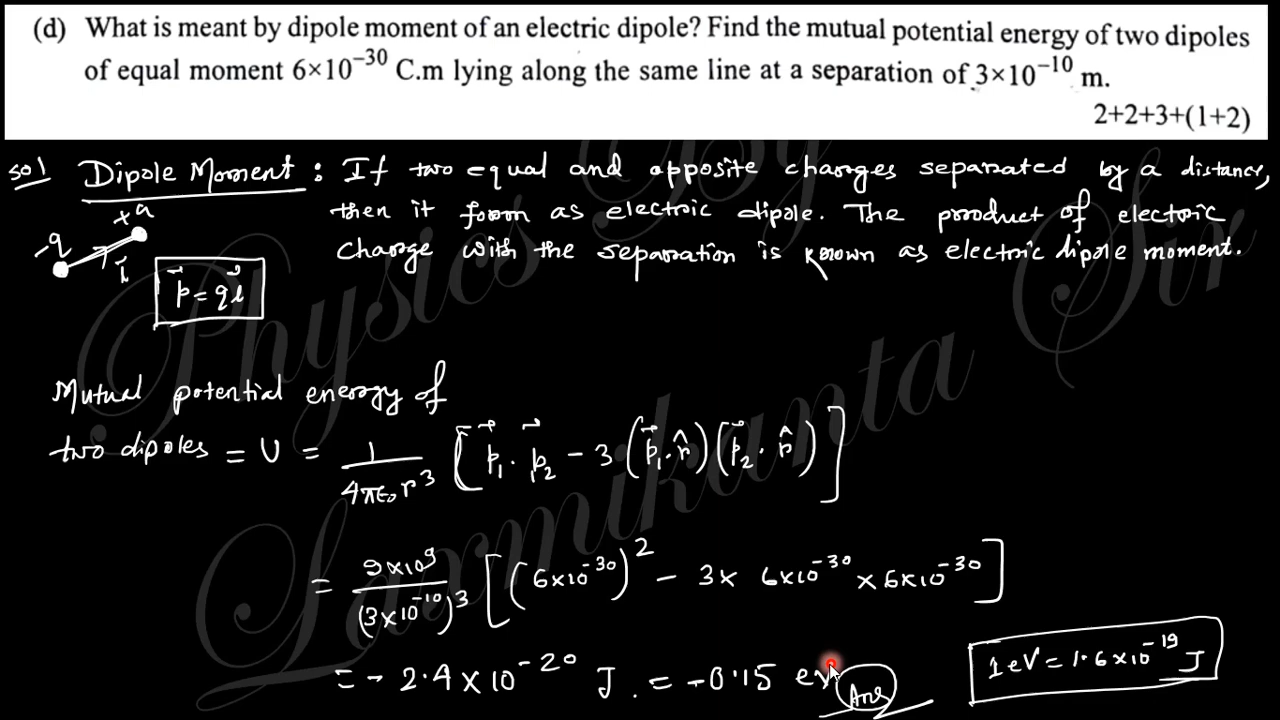 (d) What is meant by dipole moment of an electric dipole? Find the mutual potential energy of two dipoles
of equal moment 6×10⁻³⁰ C.m lying along the same line at a separation of 3×10⁻¹⁰ m.
2+2+3+(1+2)
Sol Dipole Moment : If two equal and opposite charges separated by a distance,
then it form as electric dipole. The product of electric
charge with the separation is known as electric dipole moment.
+q
-q
l⃗
p⃗ = ql⃗
Mutual potential energy of
two dipoles = U = 1/4πε₀r³ [p⃗₁ . p⃗₂ - 3 (p⃗₁ . r̂) (p⃗₂ . r̂)]
= 9×10⁹/(3×10⁻¹⁰)³ [(6×10⁻³⁰)² - 3× 6×10⁻³⁰ × 6×10⁻³⁰]
= - 2.4 × 10⁻²⁰ J. = -0.15 eV Ans
1 eV = 1.6×10⁻¹⁹ J
Physics By
Laxmikanta Sir